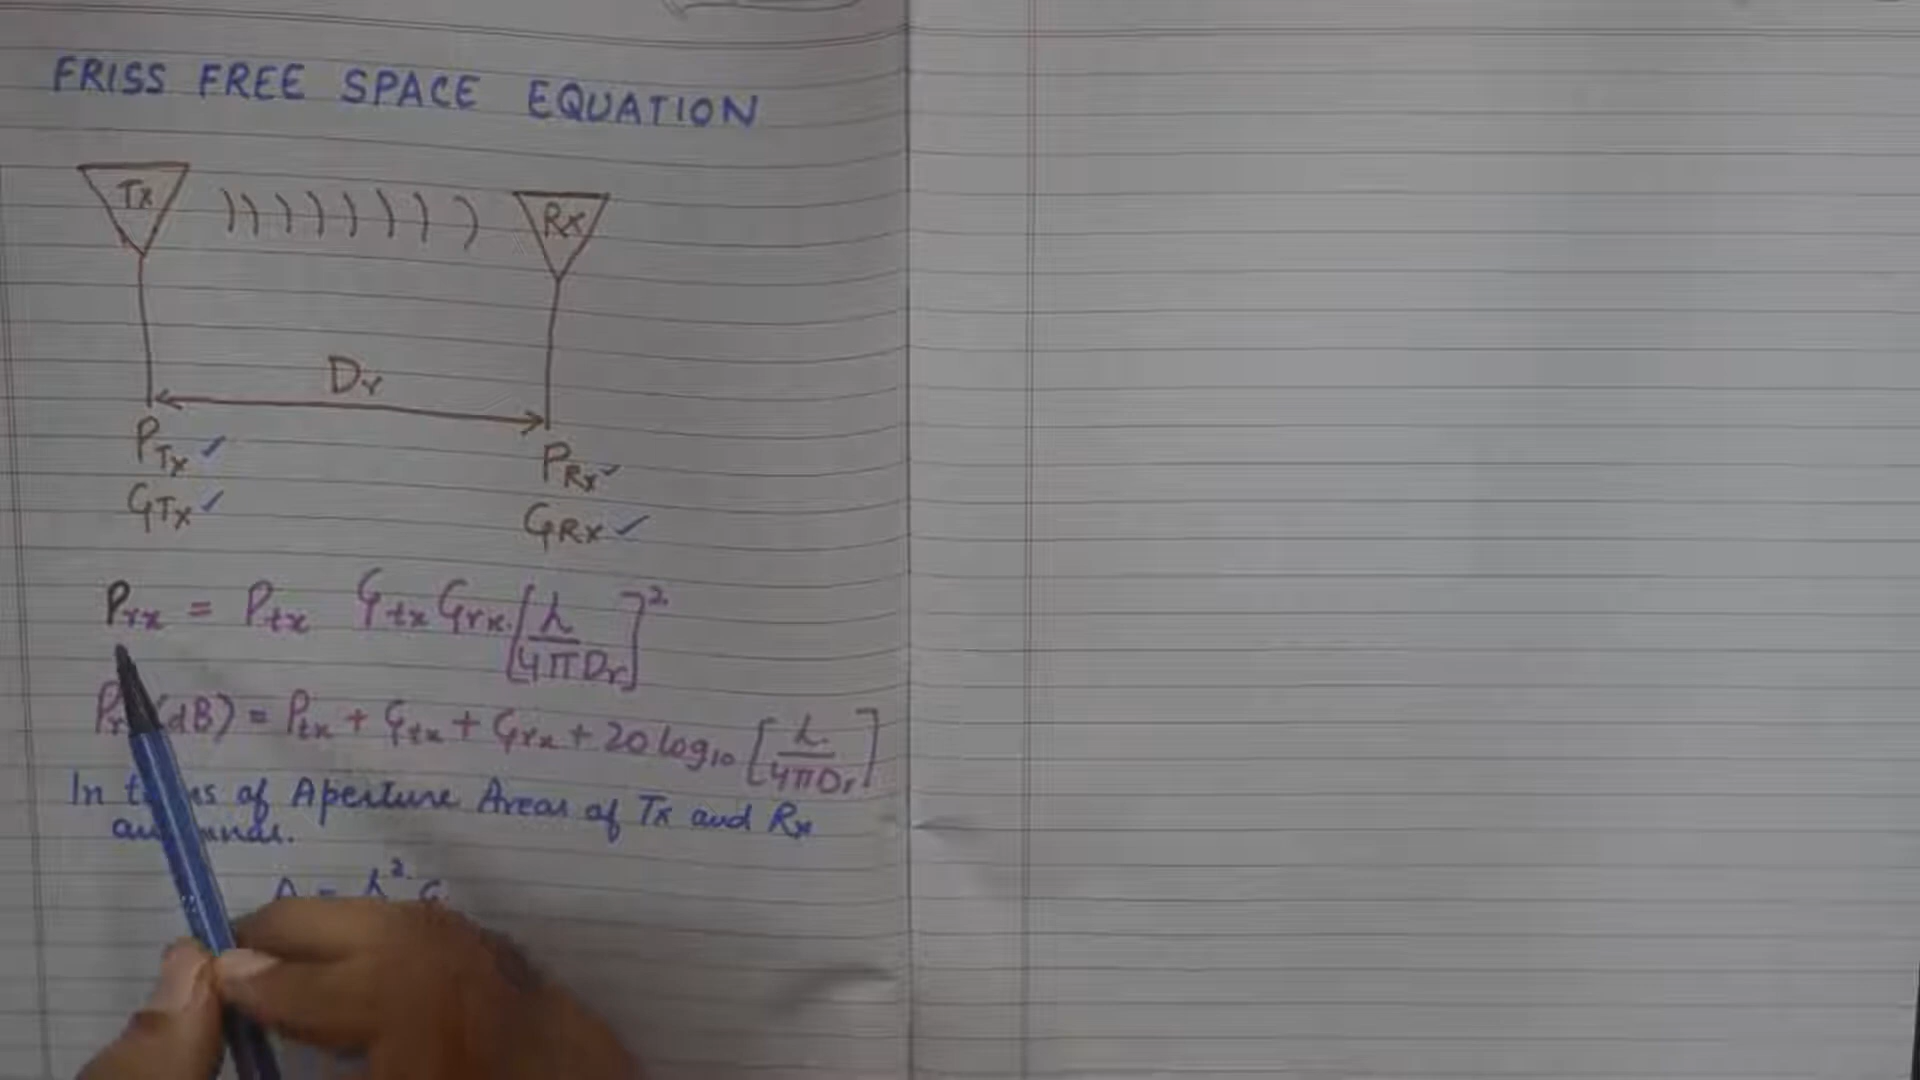 FRISS FREE SPACE EQUATION
Tx
Rx
Dr
PTx ✓
PRx ✓
GTx ✓
GRx ✓
Prx = Ptx Gtx Grx. [λ / 4πDr]²
(dB) = Ptx + Gtx + Grx + 20 log₁₀ [λ / 4πDr]
In of Aperture Areas of Tx and Rx
λ² G